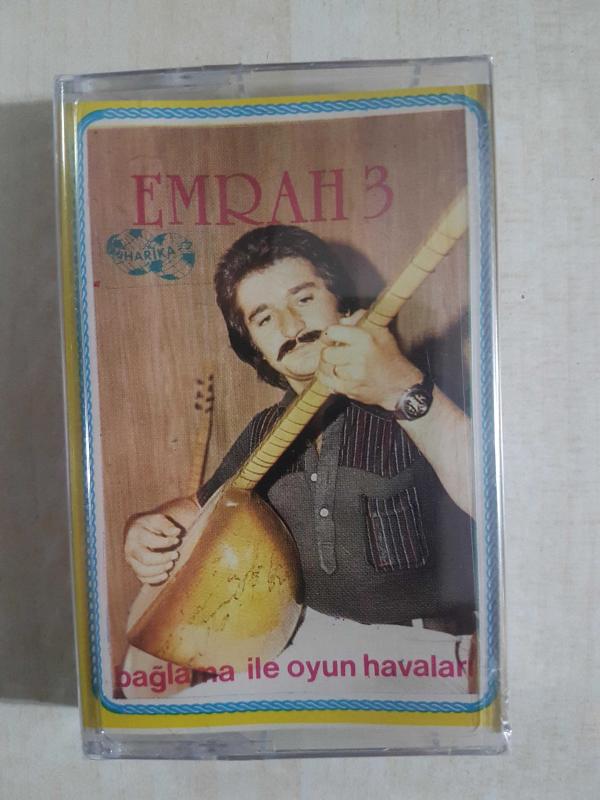 EMRAH 3
HARİKA
bağlama ile oyun havaları